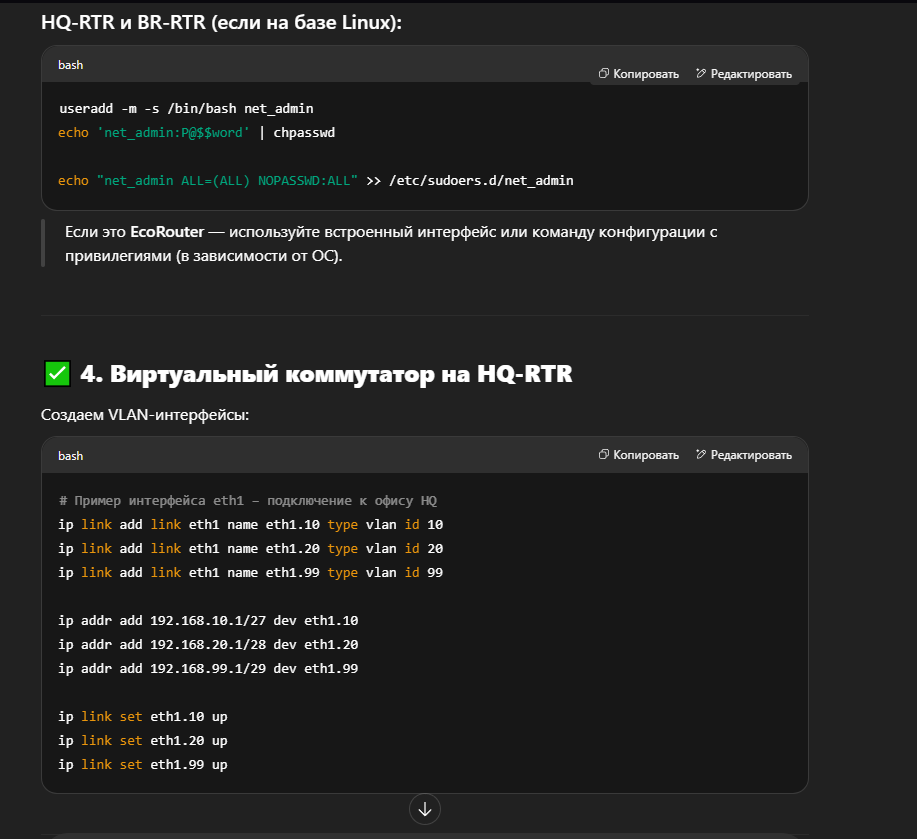 HQ-RTR и BR-RTR (если на базе Linux):
bash
Копировать
Редактировать
useradd -m -s /bin/bash net_admin
echo 'net_admin:P@$$word' | chpasswd
echo "net_admin ALL=(ALL) NOPASSWD:ALL" >> /etc/sudoers.d/net_admin
Если это EcoRouter — используйте встроенный интерфейс или команду конфигурации с
привилегиями (в зависимости от ОС).
✅ 4. Виртуальный коммутатор на HQ-RTR
Создаем VLAN-интерфейсы:
bash
Копировать
Редактировать
# Пример интерфейса eth1 – подключение к офису HQ
ip link add link eth1 name eth1.10 type vlan id 10
ip link add link eth1 name eth1.20 type vlan id 20
ip link add link eth1 name eth1.99 type vlan id 99
ip addr add 192.168.10.1/27 dev eth1.10
ip addr add 192.168.20.1/28 dev eth1.20
ip addr add 192.168.99.1/29 dev eth1.99
ip link set eth1.10 up
ip link set eth1.20 up
ip link set eth1.99 up